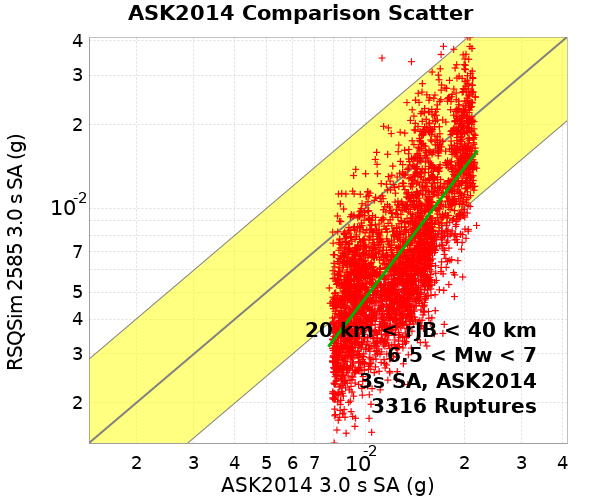 ASK2014 Comparison Scatter
RSQSim 2585 3.0 s SA (g)
4
3
2
10-2
7
5
4
3
2
20 km < rJB < 40 km
6.5 < Mw < 7
3s SA, ASK2014
3316 Ruptures
2 3 4 5 6 7 10-2 2 3 4
ASK2014 3.0 s SA (g)